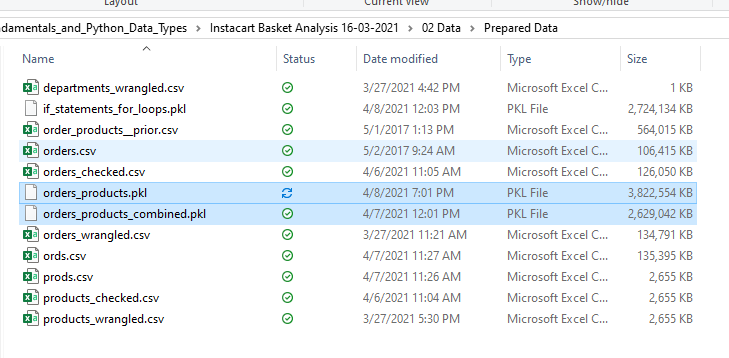 Layout Current View Show/hide
ndamentals_and_Python_Data_Types > Instacart Basket Analysis 16-03-2021 > 02 Data > Prepared Data
Name Status Date modified Type Size
departments_wrangled.csv 3/27/2021 4:42 PM Microsoft Excel C... 1 KB
if_statements_for_loops.pkl 4/8/2021 12:03 PM PKL File 2,724,134 KB
order_products__prior.csv 5/1/2017 1:13 PM Microsoft Excel C... 564,015 KB
orders.csv 5/2/2017 9:24 AM Microsoft Excel C... 106,415 KB
orders_checked.csv 4/6/2021 11:05 AM Microsoft Excel C... 126,050 KB
orders_products.pkl 4/8/2021 7:01 PM PKL File 3,822,554 KB
orders_products_combined.pkl 4/7/2021 12:01 PM PKL File 2,629,042 KB
orders_wrangled.csv 3/27/2021 11:21 AM Microsoft Excel C... 134,791 KB
ords.csv 4/7/2021 11:27 AM Microsoft Excel C... 135,395 KB
prods.csv 4/7/2021 11:26 AM Microsoft Excel C... 2,655 KB
products_checked.csv 4/6/2021 11:04 AM Microsoft Excel C... 2,655 KB
products_wrangled.csv 3/27/2021 5:30 PM Microsoft Excel C... 2,655 KB